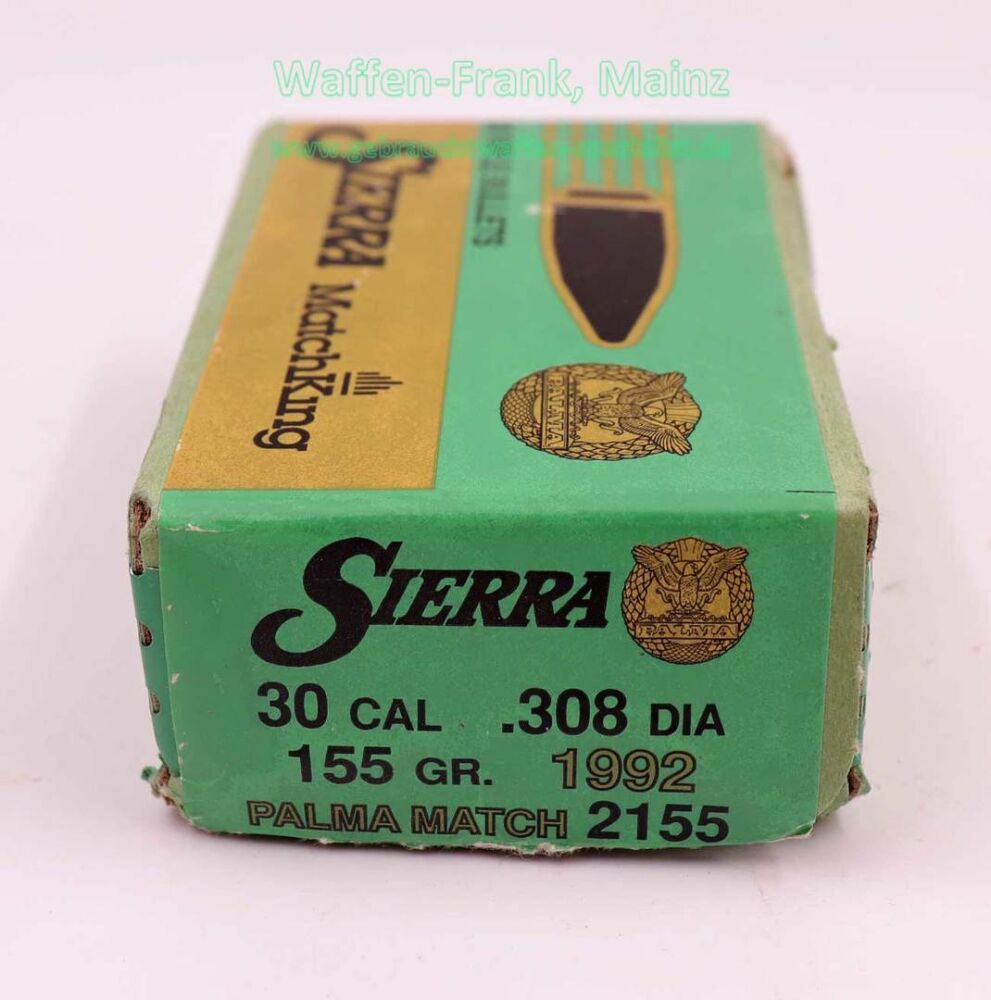 Waffen-Frank, Mainz
SIERRA MatchKing
BULLETS
PALMA
SIERRA
PALMA
30 CAL .308 DIA
155 GR. 1992
PALMA MATCH 2155